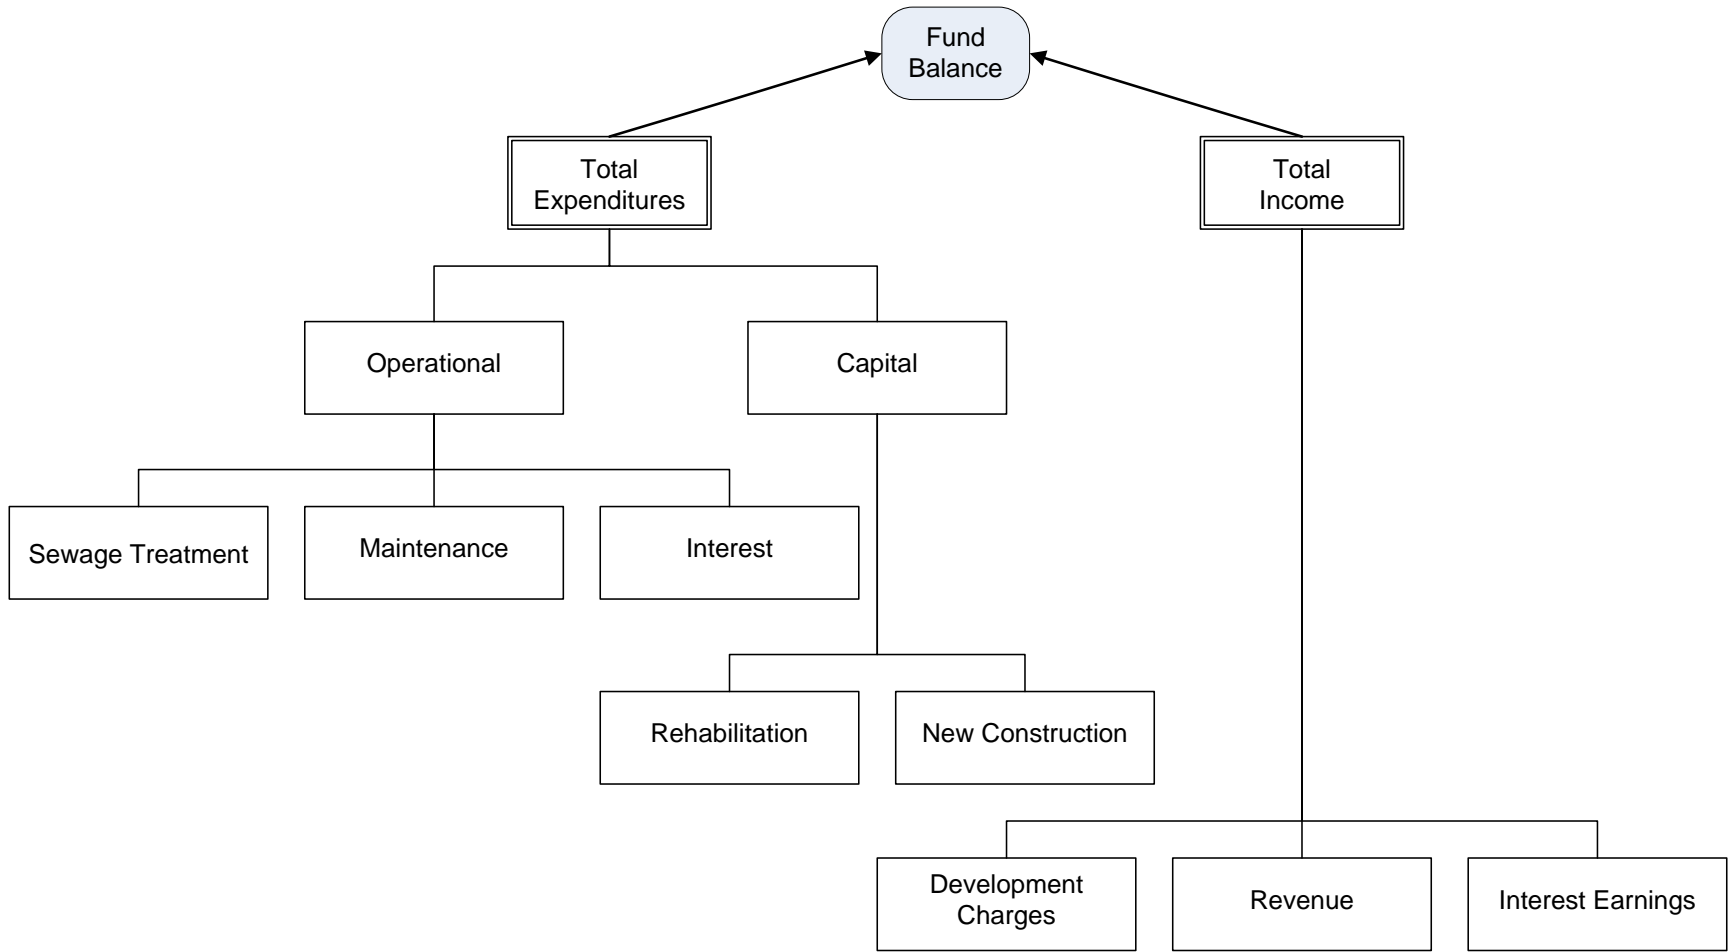 Fund
Balance
Total
Expenditures
Total
Income
Operational
Capital
Sewage Treatment
Maintenance
Interest
Rehabilitation
New Construction
Development
Charges
Revenue
Interest Earnings